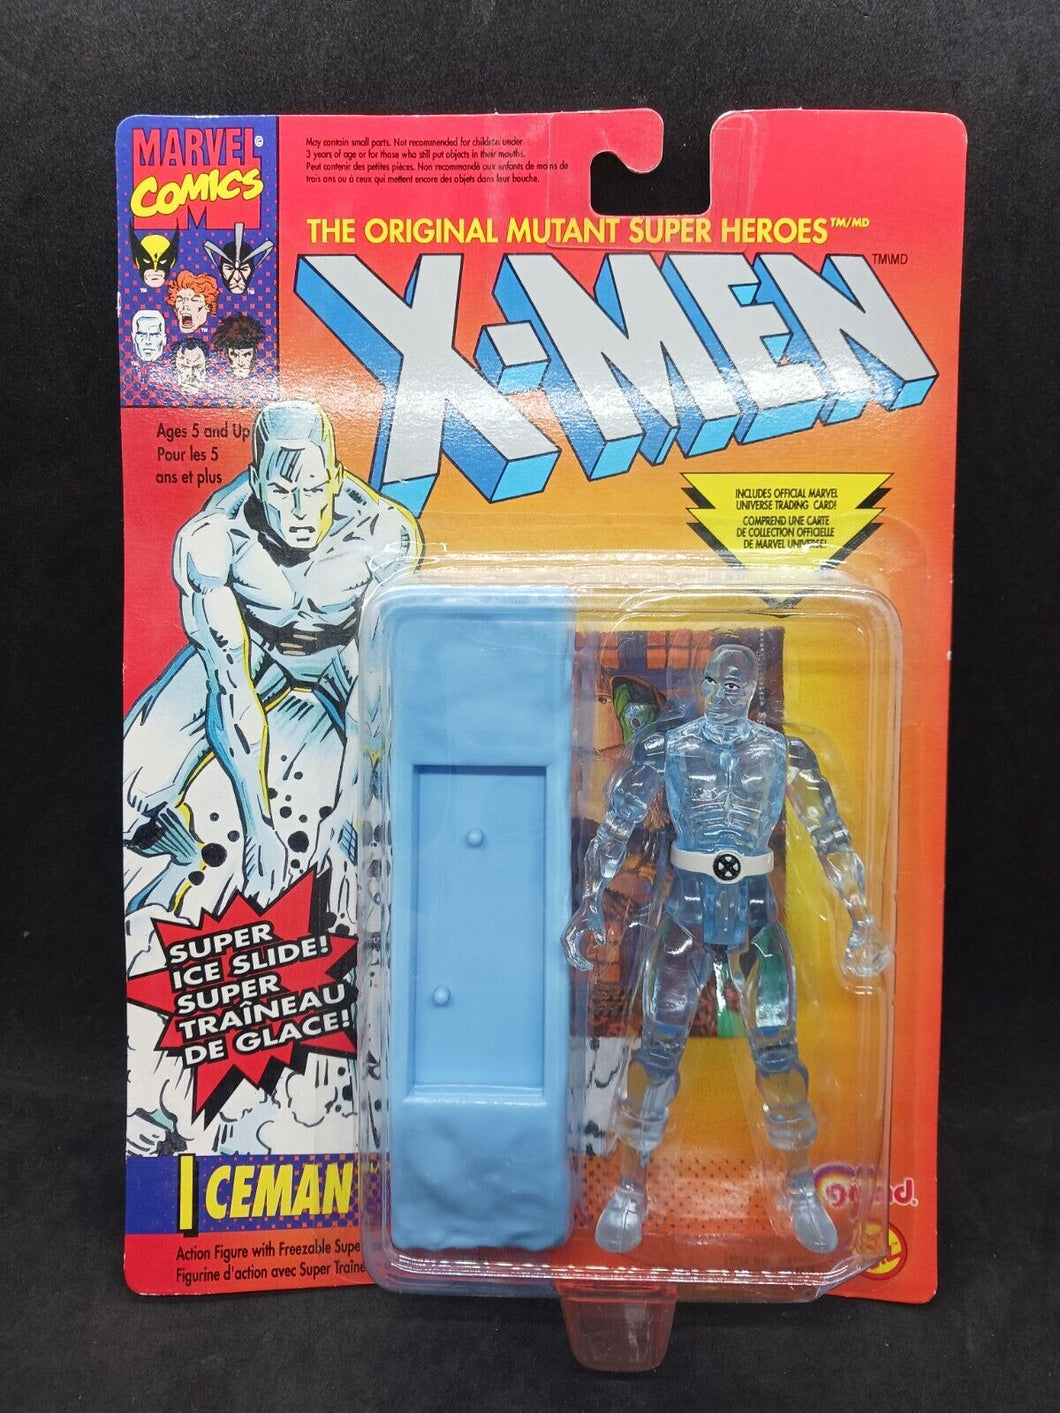 MARVEL©
COMICS
May contain small parts. Not recommended for children under
3 years of age or for those who still put objects in their mouths.
Peut contenir des petites pièces. Non recommandé aux enfants de moins de
trois ans ou à ceux qui mettent encore des objets dans leur bouche.
THE ORIGINAL MUTANT SUPER HEROES™/MD
X-MEN
TM\MD
Ages 5 and Up
Pour les 5
ans et plus
INCLUDES OFFICIAL MARVEL
UNIVERSE TRADING CARD!
COMPREND UNE CARTE
DE COLLECTION OFFICIELLE
DE MARVEL UNIVERSE!
SUPER
ICE SLIDE!
SUPER
TRAÎNEAU
DE GLACE!
ICEMAN
Action Figure with Freezable Supe
Figurine d'action avec Super Traîne